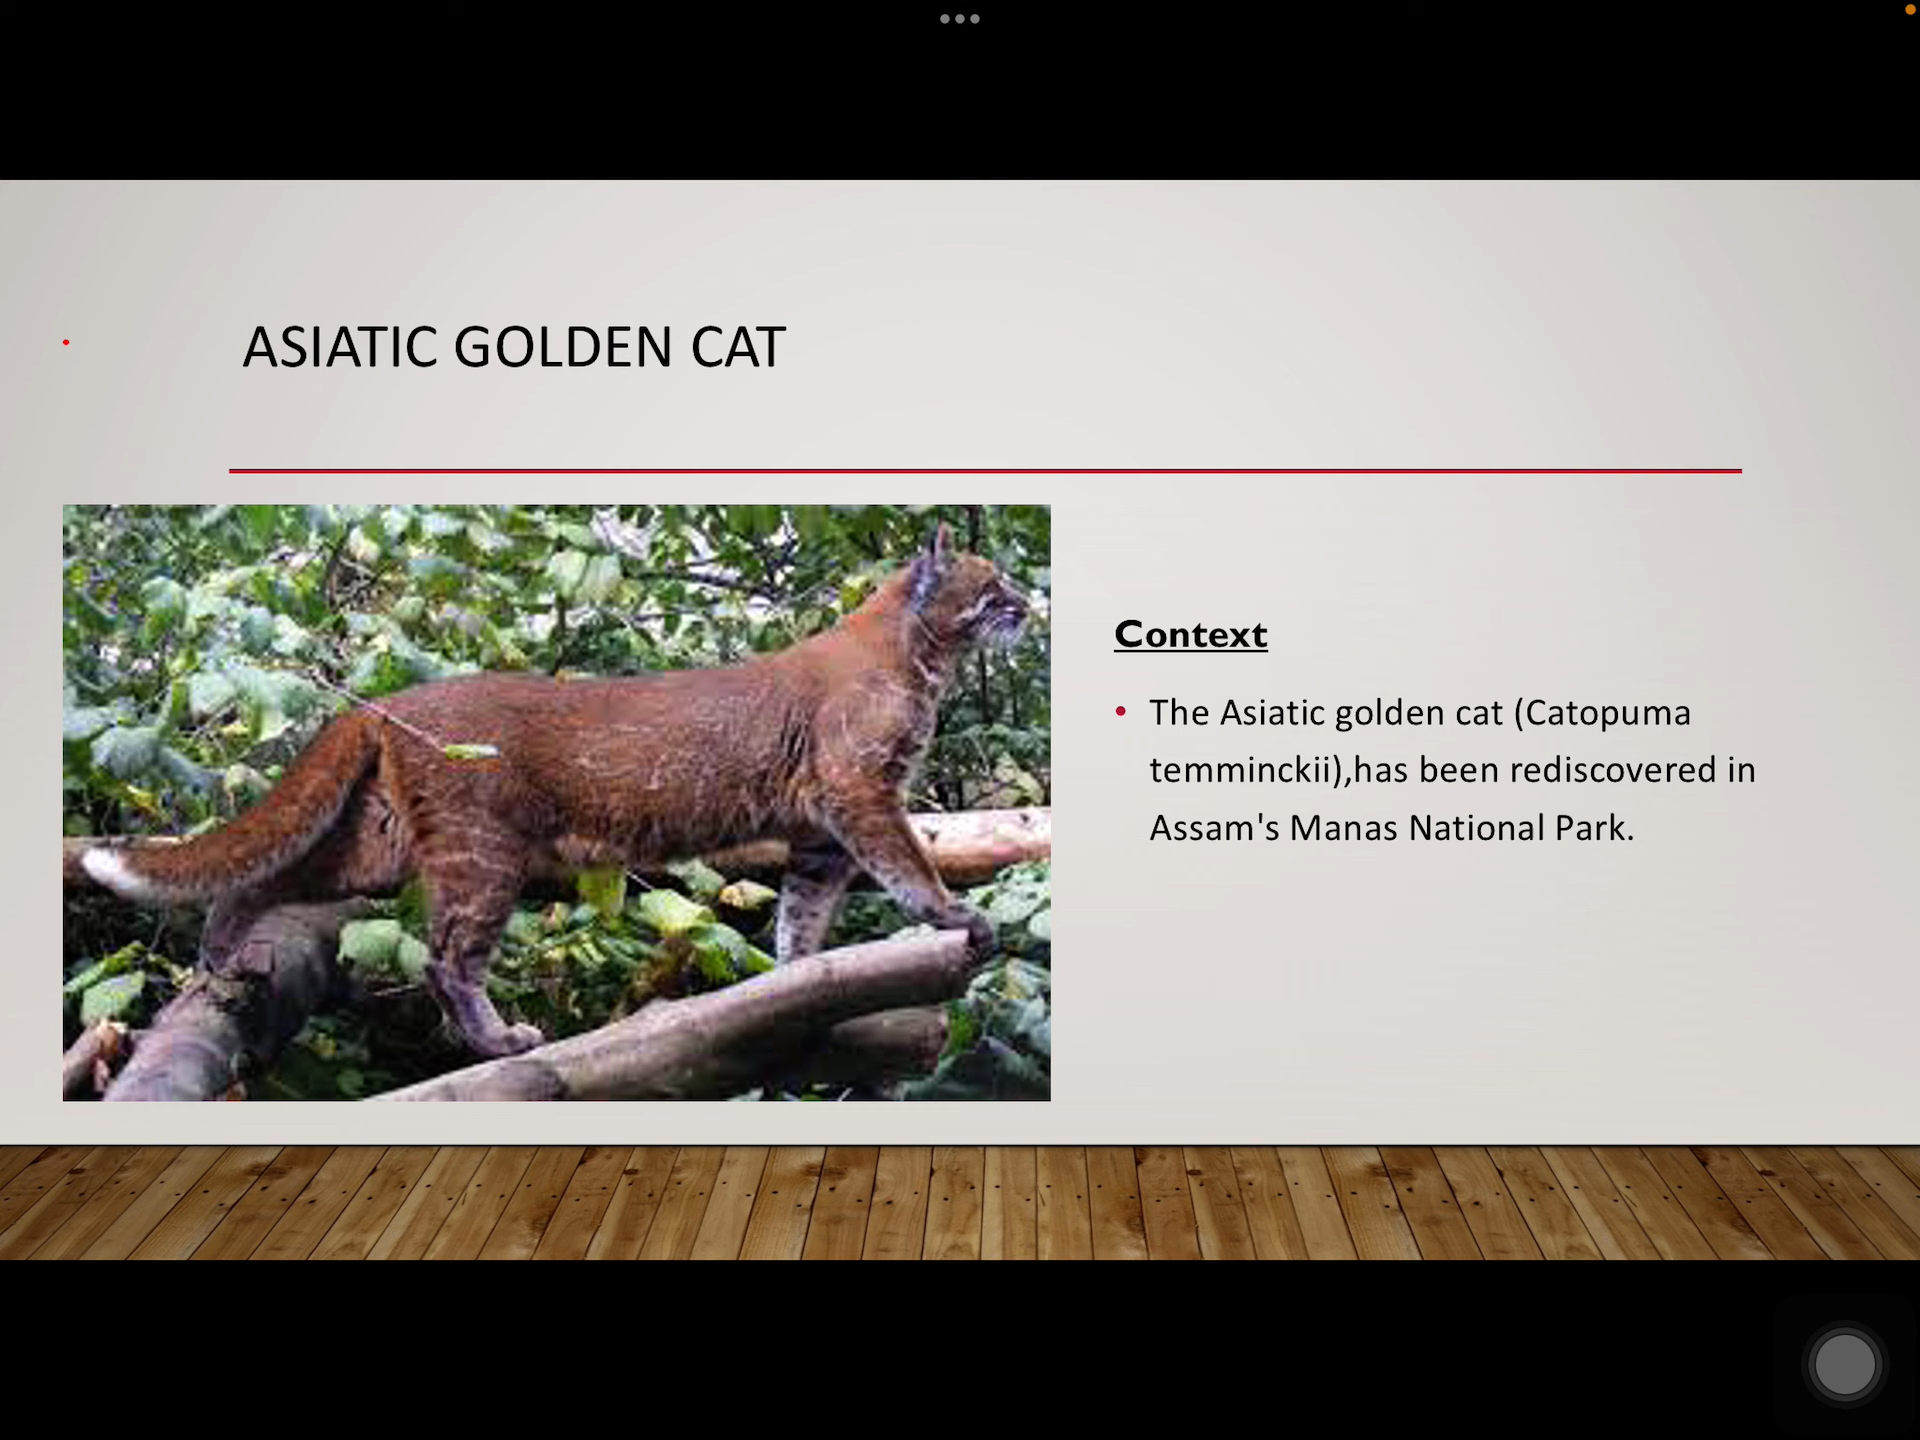 ASIATIC GOLDEN CAT
Context
• The Asiatic golden cat (Catopuma
temminckii),has been rediscovered in
Assam's Manas National Park.